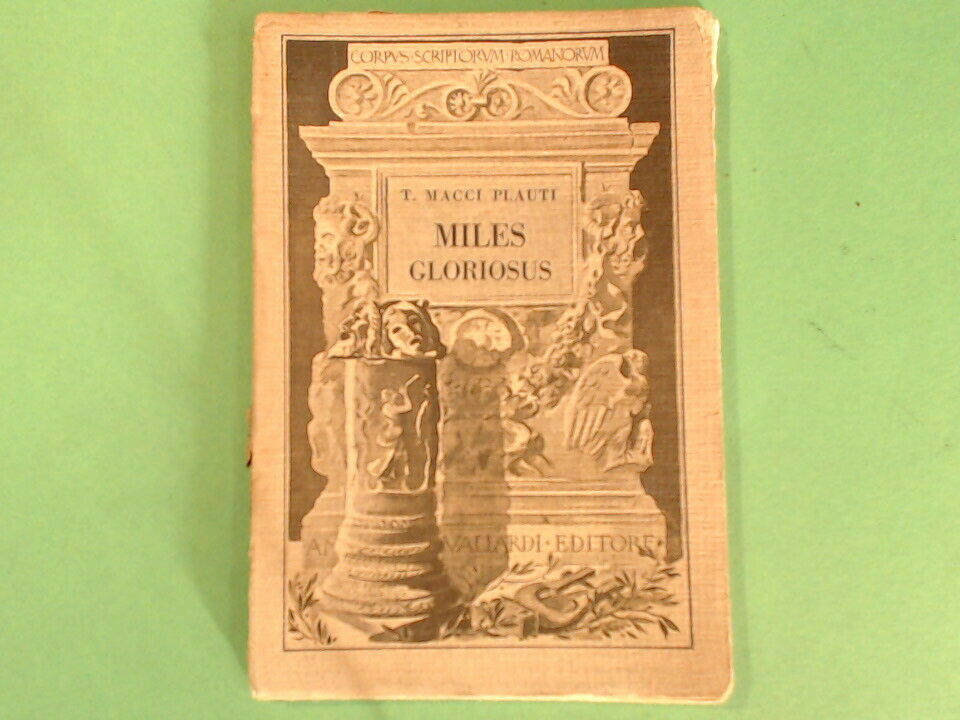 CORPVS·SCRIPTORVM·ROMANORVM
T. MACCI PLAUTI
MILES
GLORIOSUS
VALLARDI·EDITORE